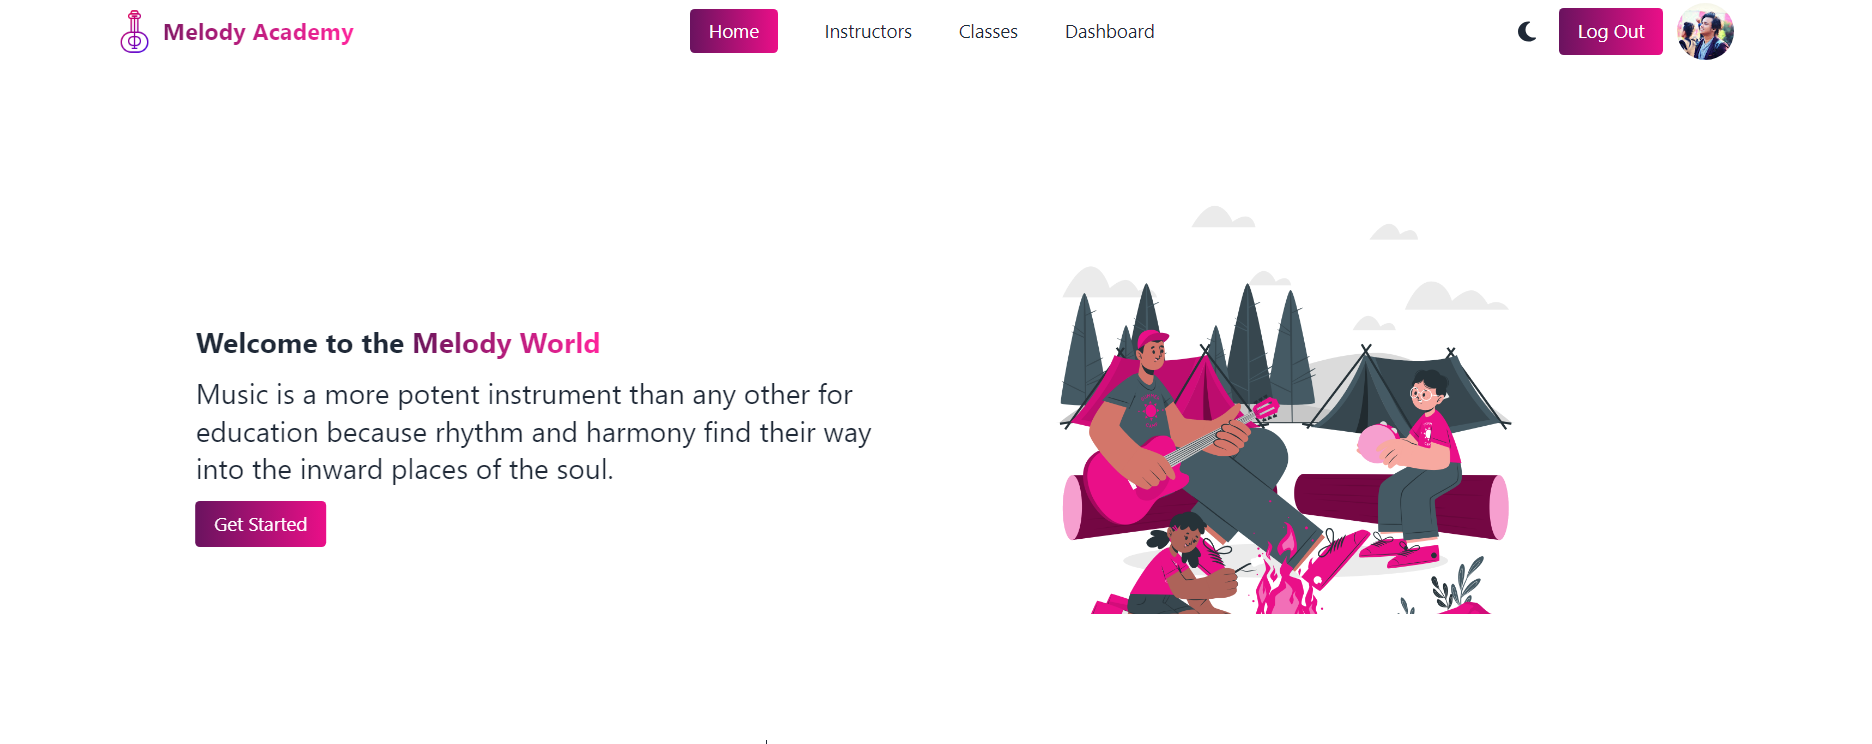 Melody Academy
Home
Instructors
Classes
Dashboard
Log Out
Welcome to the Melody World
Music is a more potent instrument than any other for
education because rhythm and harmony find their way
into the inward places of the soul.
Get Started